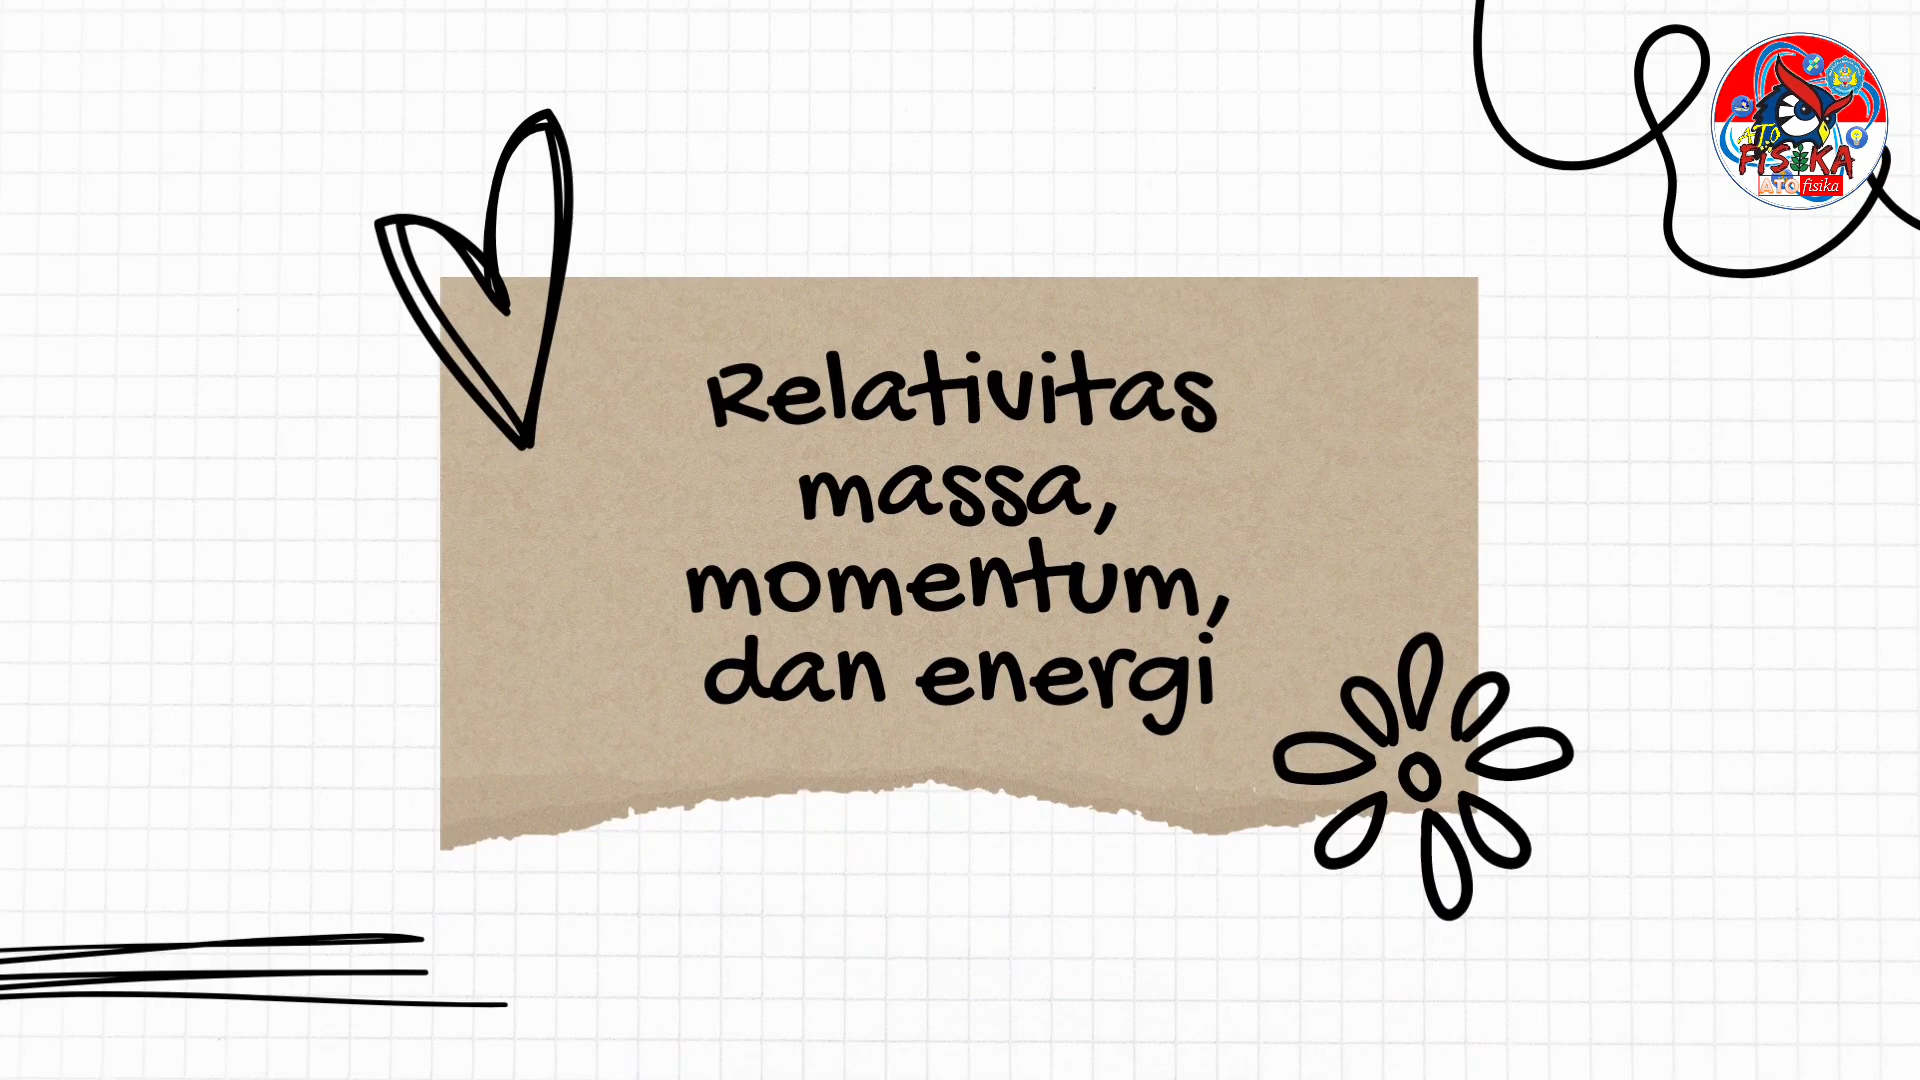 Relativitas
massa,
momentum,
dan energi
ATO
FISIKA
ATO fisika